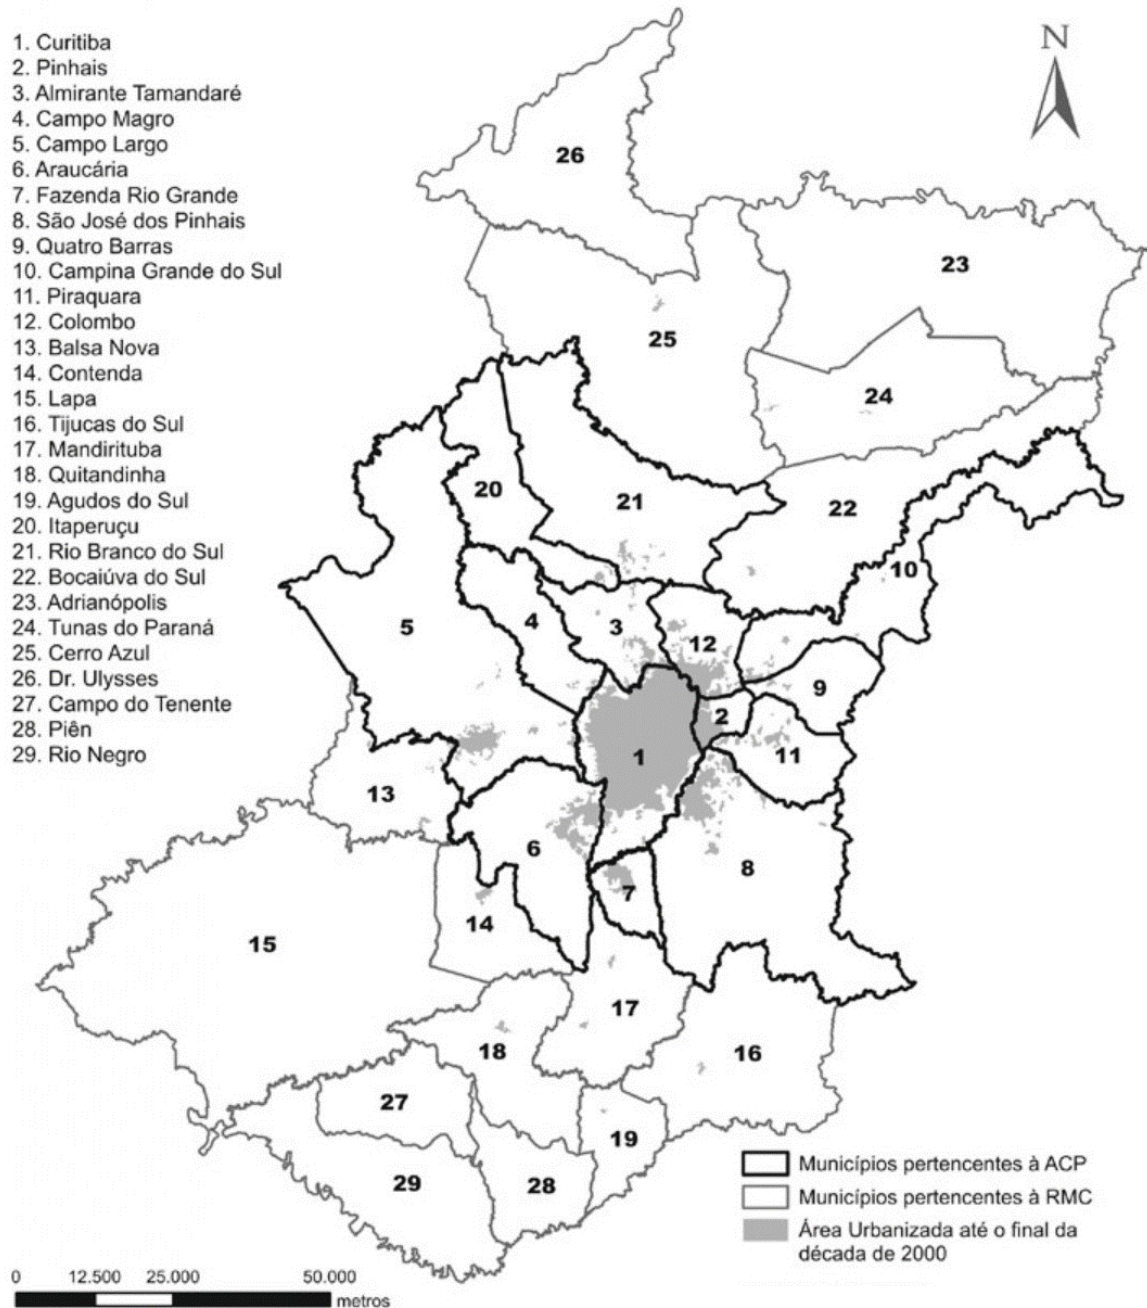 1. Curitiba
2. Pinhais
3. Almirante Tamandaré
4. Campo Magro
5. Campo Largo
6. Araucária
7. Fazenda Rio Grande
8. São José dos Pinhais
9. Quatro Barras
10. Campina Grande do Sul
11. Piraquara
12. Colombo
13. Balsa Nova
14. Contenda
15. Lapa
16. Tijucas do Sul
17. Mandirituba
18. Quitandinha
19. Agudos do Sul
20. Itaperuçu
21. Rio Branco do Sul
22. Bocaiúva do Sul
23. Adrianópolis
24. Tunas do Paraná
25. Cerro Azul
26. Dr. Ulysses
27. Campo do Tenente
28. Piên
29. Rio Negro
N
26
23
25
24
20
21
22
10
5
4
3
12
9
2
1
11
13
6
8
7
14
15
17
18
16
27
19
29
28
Municípios pertencentes à ACP
Municípios pertencentes à RMC
Área Urbanizada até o final da
década de 2000
0 12.500 25.000 50.000
metros